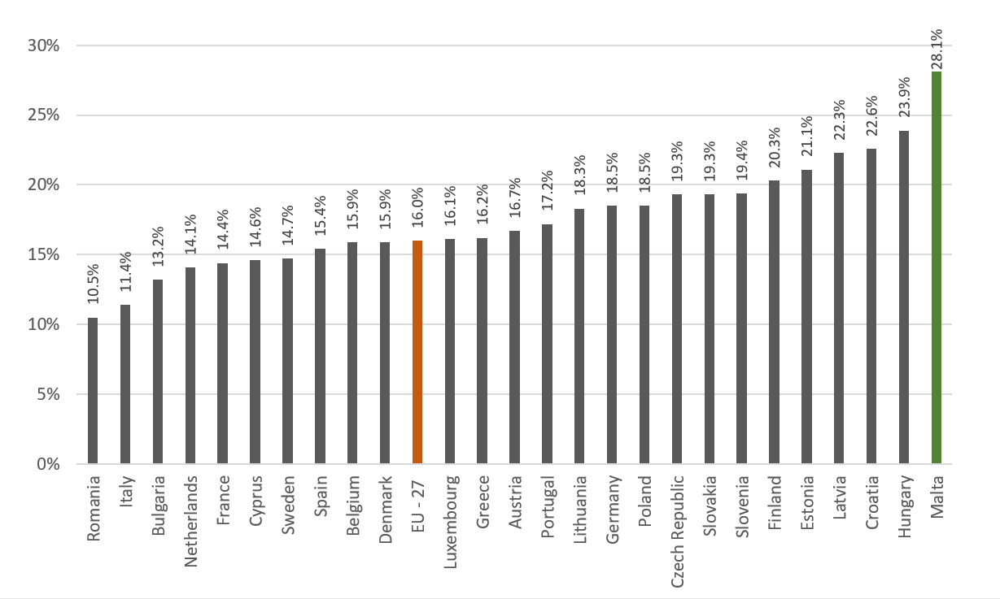 30%
25%
20%
15%
10%
5%
0%
10.5%
11.4%
13.2%
14.1%
14.4%
14.6%
14.7%
15.4%
15.9%
15.9%
16.0%
16.1%
16.2%
16.7%
17.2%
18.3%
18.5%
18.5%
19.3%
19.3%
19.4%
20.3%
21.1%
22.3%
22.6%
23.9%
28.1%
Romania
Italy
Bulgaria
Netherlands
France
Cyprus
Sweden
Spain
Belgium
Denmark
EU - 27
Luxembourg
Greece
Austria
Portugal
Lithuania
Germany
Poland
Czech Republic
Slovakia
Slovenia
Finland
Estonia
Latvia
Croatia
Hungary
Malta